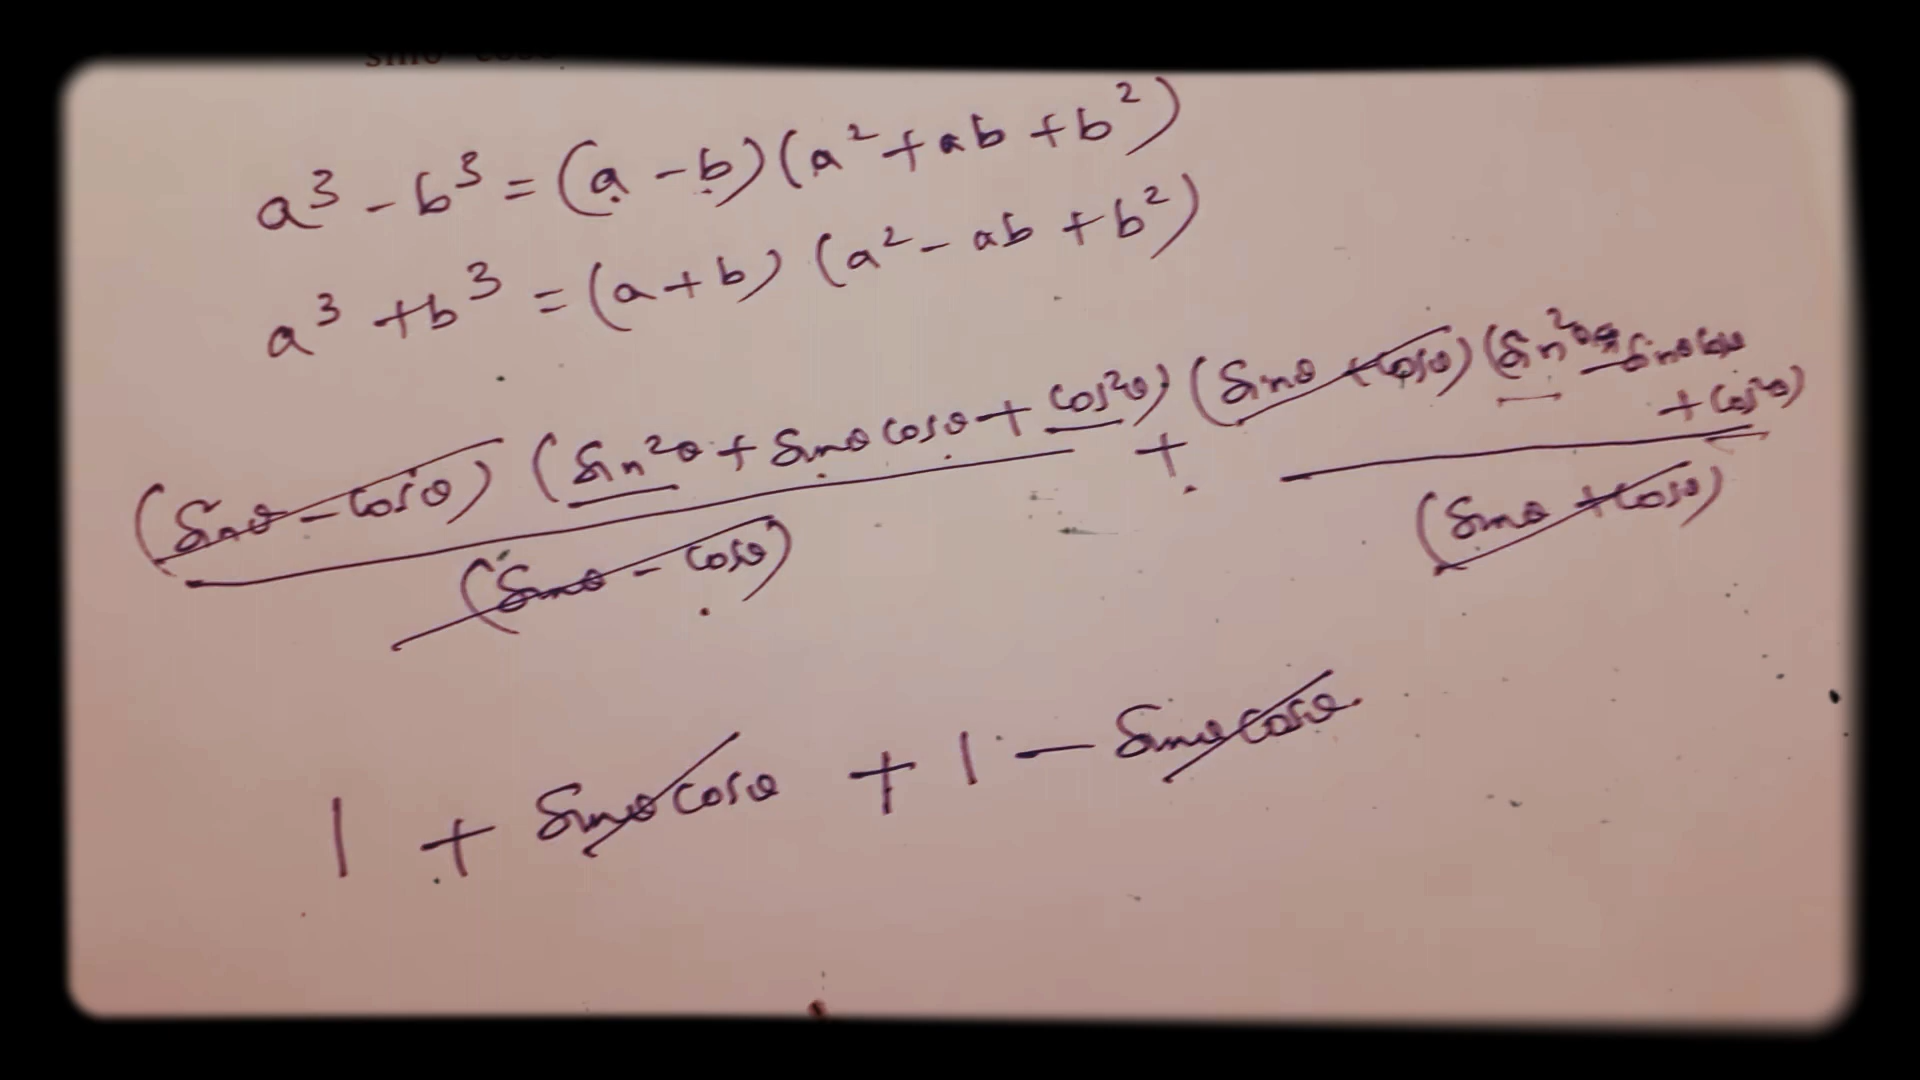 a³ - b³ = (a - b) (a² + ab + b²)
a³ + b³ = (a + b) (a² - ab + b²)
(Sinθ - Cosθ) (Sin²θ + Sinθ Cosθ + Cos²θ) + (Sinθ + Cosθ) (Sin²θ - Sinθ Cosθ + Cos²θ)
(Sinθ - Cosθ) (Sinθ + Cosθ)
1 + Sinθ Cosθ + 1 - Sinθ Cosθ